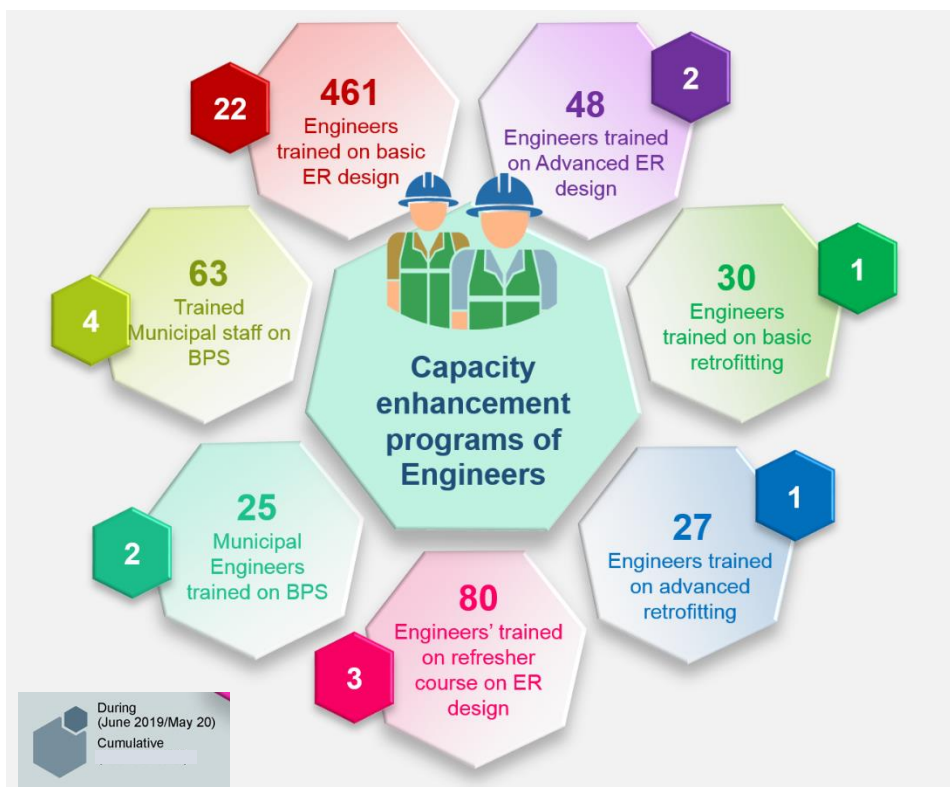 22
461
Engineers
trained on basic
ER design
2
48
Engineers trained
on Advanced ER
design
4
63
Trained
Municipal staff on
BPS
1
30
Engineers
trained on basic
retrofitting
Capacity
enhancement
programs of
Engineers
2
25
Municipal
Engineers
trained on BPS
1
27
Engineers trained
on advanced
retrofitting
3
80
Engineers’ trained
on refresher
course on ER
design
During
(June 2019/May 20)
Cumulative